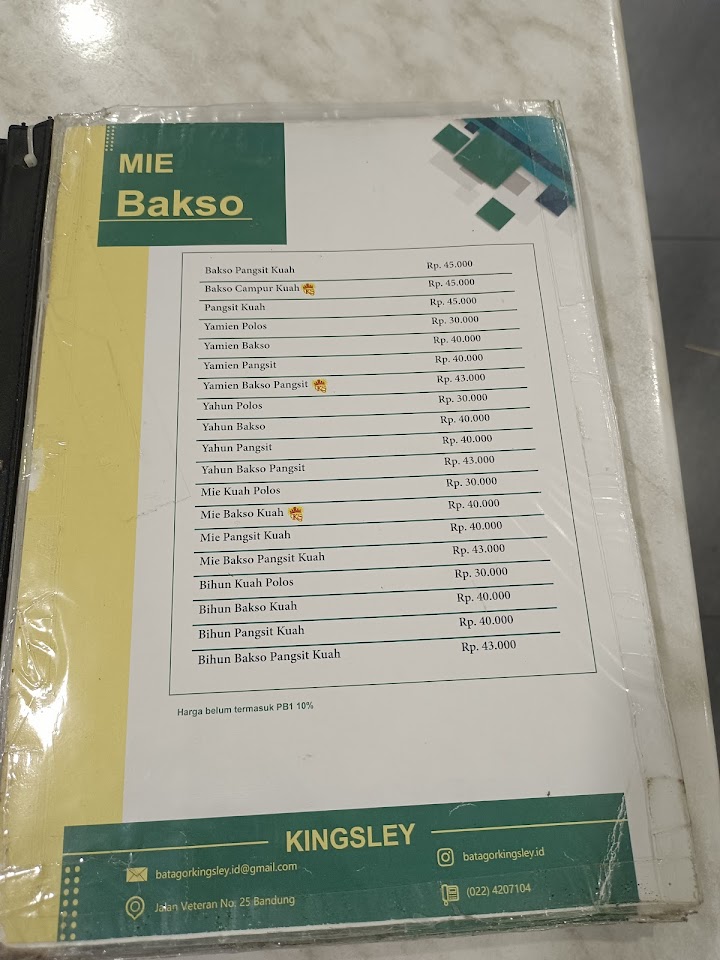 MIE
Bakso
Bakso Pangsit Kuah Rp. 45.000
Bakso Campur Kuah Rp. 45.000
Pangsit Kuah Rp. 45.000
Yamien Polos Rp. 30.000
Yamien Bakso Rp. 40.000
Yamien Pangsit Rp. 40.000
Yamien Bakso Pangsit Rp. 43.000
Yahun Polos Rp. 30.000
Yahun Bakso Rp. 40.000
Yahun Pangsit Rp. 40.000
Yahun Bakso Pangsit Rp. 43.000
Mie Kuah Polos Rp. 30.000
Mie Bakso Kuah Rp. 40.000
Mie Pangsit Kuah Rp. 40.000
Mie Bakso Pangsit Kuah Rp. 43.000
Bihun Kuah Polos Rp. 30.000
Bihun Bakso Kuah Rp. 40.000
Bihun Pangsit Kuah Rp. 40.000
Bihun Bakso Pangsit Kuah Rp. 43.000
Harga belum termasuk PB1 10%
KINGSLEY
batagorkingsley.id@gmail.com batagorkingsley.id
Jalan Veteran No. 25 Bandung (022) 4207104